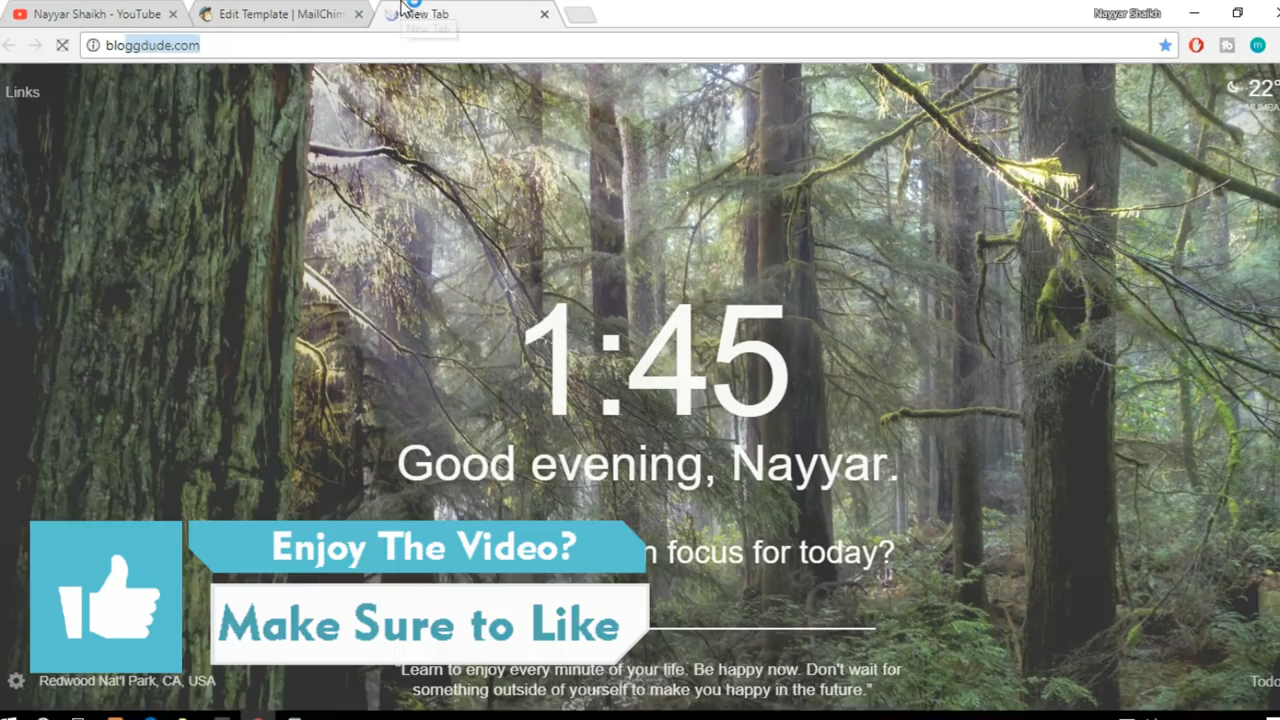 Nayyar Shaikh - YouTube
Edit Template | MailChim
New Tab
Nayyar Shaikh
New Tab
bloggdude.com
Links
22°
1:45
Good evening, Nayyar.
focus for today?
Enjoy The Video?
Make Sure to Like
"Learn to enjoy every minute of your life. Be happy now. Don't wait for
something outside of yourself to make you happy in the future."
Redwood Nat'l Park, CA, USA
Todo